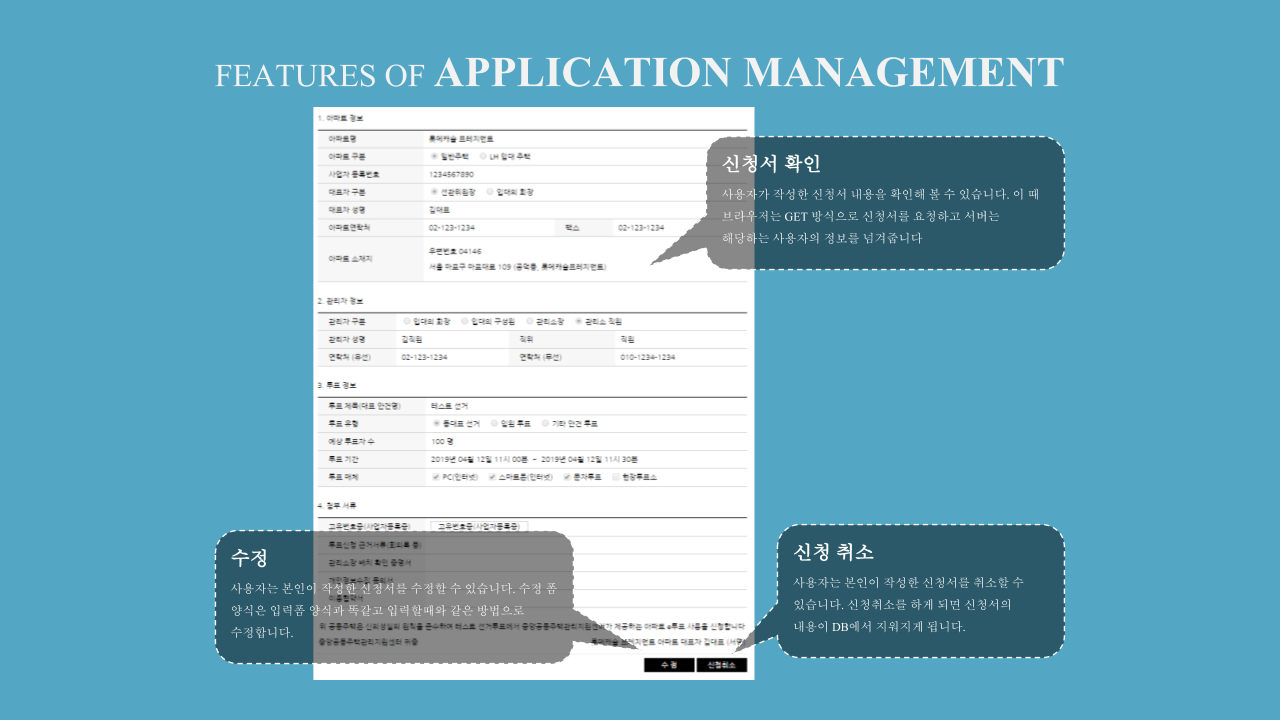 FEATURES OF APPLICATION MANAGEMENT
1. 아파트 정보
아파트명 롯데캐슬 프레지던트
아파트 구분 일반주택 LH 임대 주택
사업자 등록번호 1234567890
대표자 구분 선관위원장 입대의 회장
대표자 성명 김대표
아파트연락처 02-123-1234 팩스 02-123-1234
아파트 소재지 우편번호 04146
서울 마포구 마포대로 109 (공덕동, 롯데캐슬프레지던트)
신청서 확인
사용자가 작성한 신청서 내용을 확인해 볼 수 있습니다. 이 때
브라우저는 GET 방식으로 신청서를 요청하고 서버는
해당하는 사용자의 정보를 넘겨줍니다
2. 관리자 정보
관리자 구분 입대의 회장 입대의 구성원 관리소장 관리소 직원
관리자 성명 김직원 직위 직원
연락처 (유선) 02-123-1234 연락처 (무선) 010-1234-1234
3. 투표 정보
투표 제목(대표 안건명) 테스트 선거
투표 유형 동대표 선거 임원 투표 기타 안건 투표
예상 투표자 수 100 명
투표 기간 2019년 04월 12일 11시 00분 ~ 2019년 04월 12일 11시 30분
투표 매체 PC(인터넷) 스마트폰(인터넷) 문자투표 현장투표소
4. 첨부 서류
고유번호증(사업자등록증) 고유번호증(사업자등록증)
투표신청 근거서류(회의록 등)
관리소장 배치 확인 증명서
개인정보수집 동의서
이용협약서
위 공동주택은 신의성실의 원칙을 준수하며 테스트 선거투표에서 중앙공동주택관리지원센터가 제공하는 아파트 e투표 사용을 신청합니다
중앙공동주택관리지원센터 귀중 롯데캐슬 프레지던트 아파트 대표자 김대표 (서명)
수 정 신청취소
수정
사용자는 본인이 작성한 신청서를 수정할 수 있습니다. 수정 폼
양식은 입력폼 양식과 똑같고 입력할때와 같은 방법으로
수정합니다.
신청 취소
사용자는 본인이 작성한 신청서를 취소할 수
있습니다. 신청취소를 하게 되면 신청서의
내용이 DB에서 지워지게 됩니다.